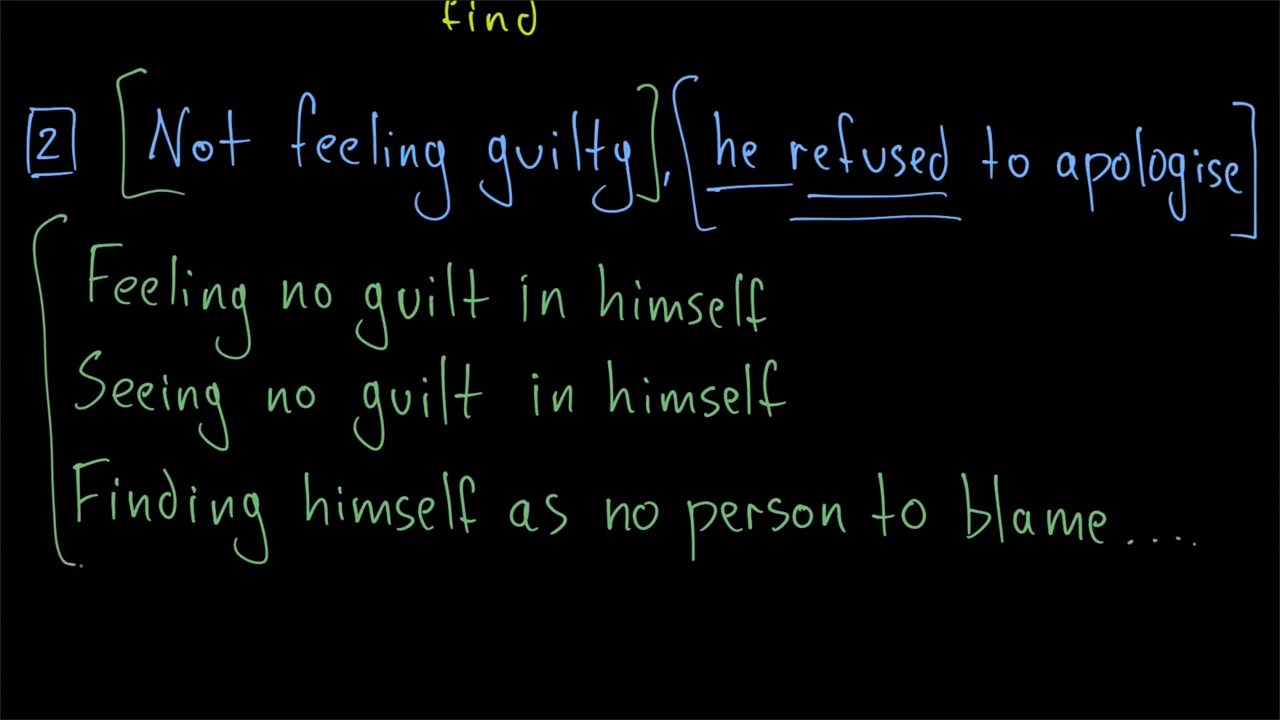 find
2 [Not feeling guilty], [he refused to apologise]
Feeling no guilt in himself
Seeing no guilt in himself
Finding himself as no person to blame....